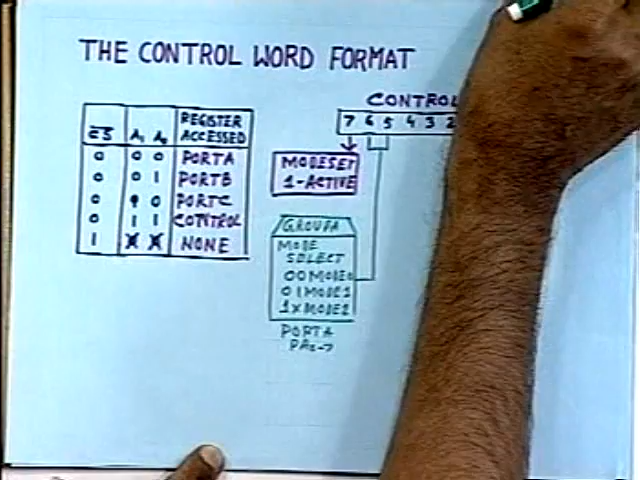 THE CONTROL WORD FORMAT
CS A1 A0 REGISTER ACCESSED
0 0 0 PORTA
0 0 1 PORTB
0 1 0 PORTC
0 1 1 CONTROL
1 X X NONE
CONTROL
7 6 5 4 3 2
MODESET
1-ACTIVE
GROUPA
MODE
SELECT
00 MODE0
01 MODE1
1X MODE2
PORTA
PA0-7